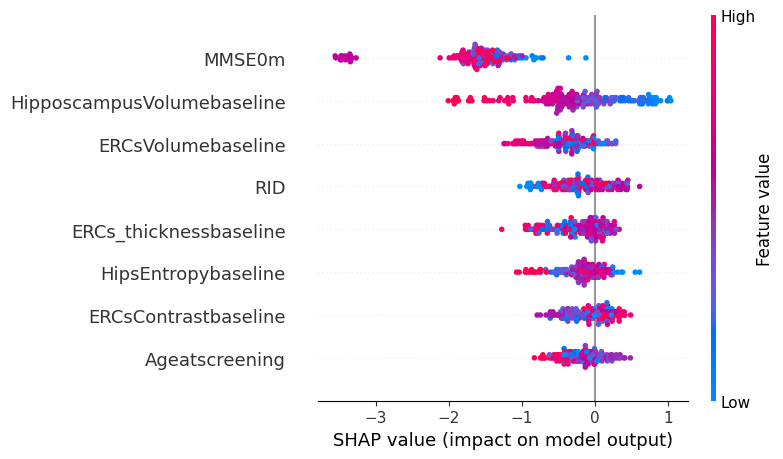 High
MMSE0m
HipposcampusVolumebaseline
ERCsVolumebaseline
RID
ERCs_thicknessbaseline
HipsEntropybaseline
ERCsContrastbaseline
Ageatscreening
Feature value
Low
−3 −2 −1 0 1
SHAP value (impact on model output)